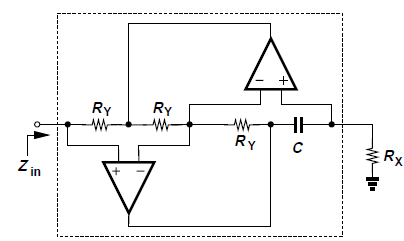 − +
R_Y R_Y
R_Y C
Z_in
R_X
+ −